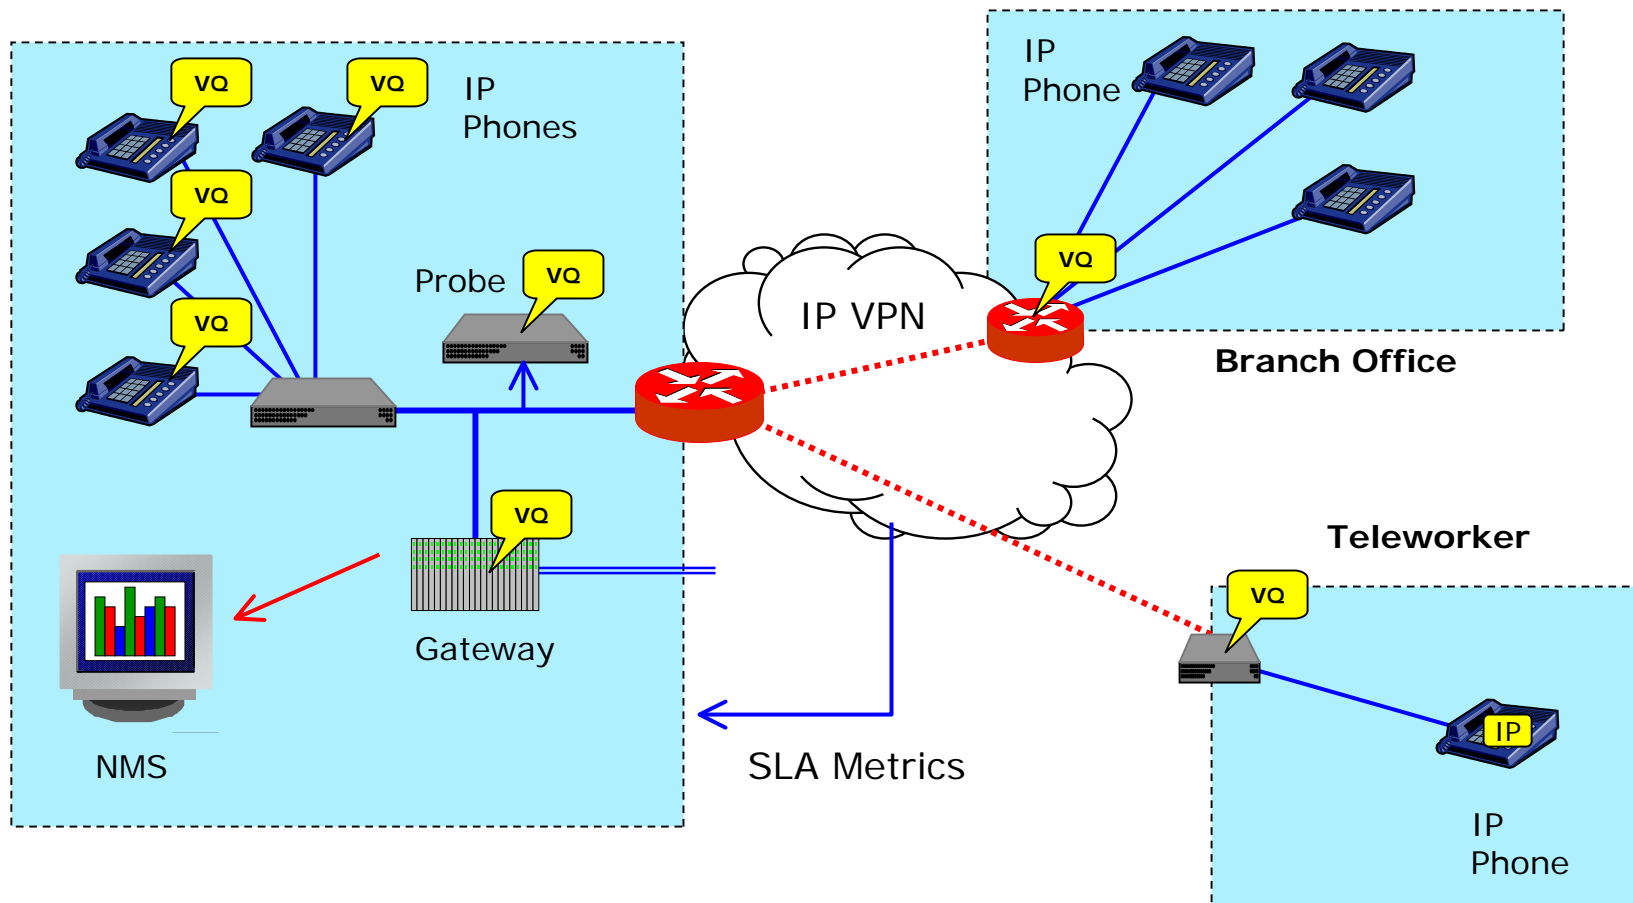 VQ
VQ
IP
Phones
VQ
VQ
Probe
VQ
VQ
Gateway
NMS
IP VPN
SLA Metrics
IP
Phone
VQ
Branch Office
Teleworker
VQ
IP
IP
Phone